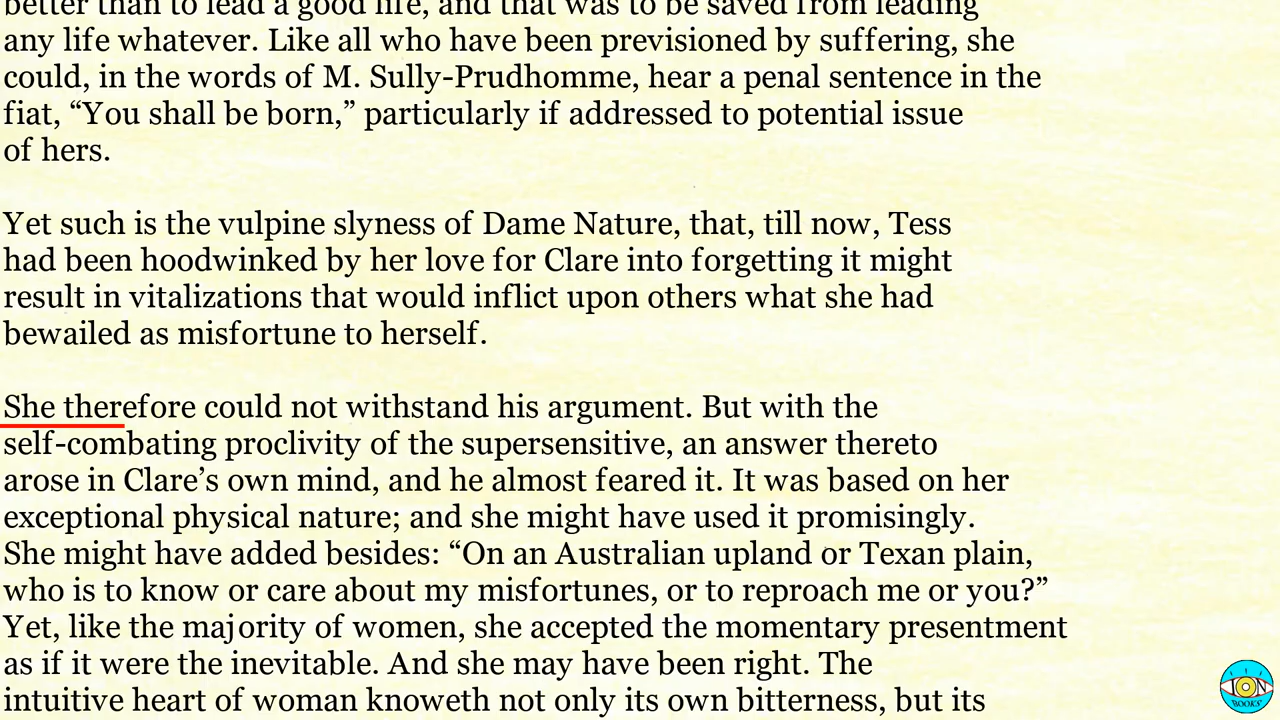 better than to lead a good life, and that was to be saved from leading
any life whatever. Like all who have been previsioned by suffering, she
could, in the words of M. Sully-Prudhomme, hear a penal sentence in the
fiat, “You shall be born,” particularly if addressed to potential issue
of hers.
Yet such is the vulpine slyness of Dame Nature, that, till now, Tess
had been hoodwinked by her love for Clare into forgetting it might
result in vitalizations that would inflict upon others what she had
bewailed as misfortune to herself.
She therefore could not withstand his argument. But with the
self-combating proclivity of the supersensitive, an answer thereto
arose in Clare’s own mind, and he almost feared it. It was based on her
exceptional physical nature; and she might have used it promisingly.
She might have added besides: “On an Australian upland or Texan plain,
who is to know or care about my misfortunes, or to reproach me or you?”
Yet, like the majority of women, she accepted the momentary presentment
as if it were the inevitable. And she may have been right. The
intuitive heart of woman knoweth not only its own bitterness, but its
ION
BOOKS